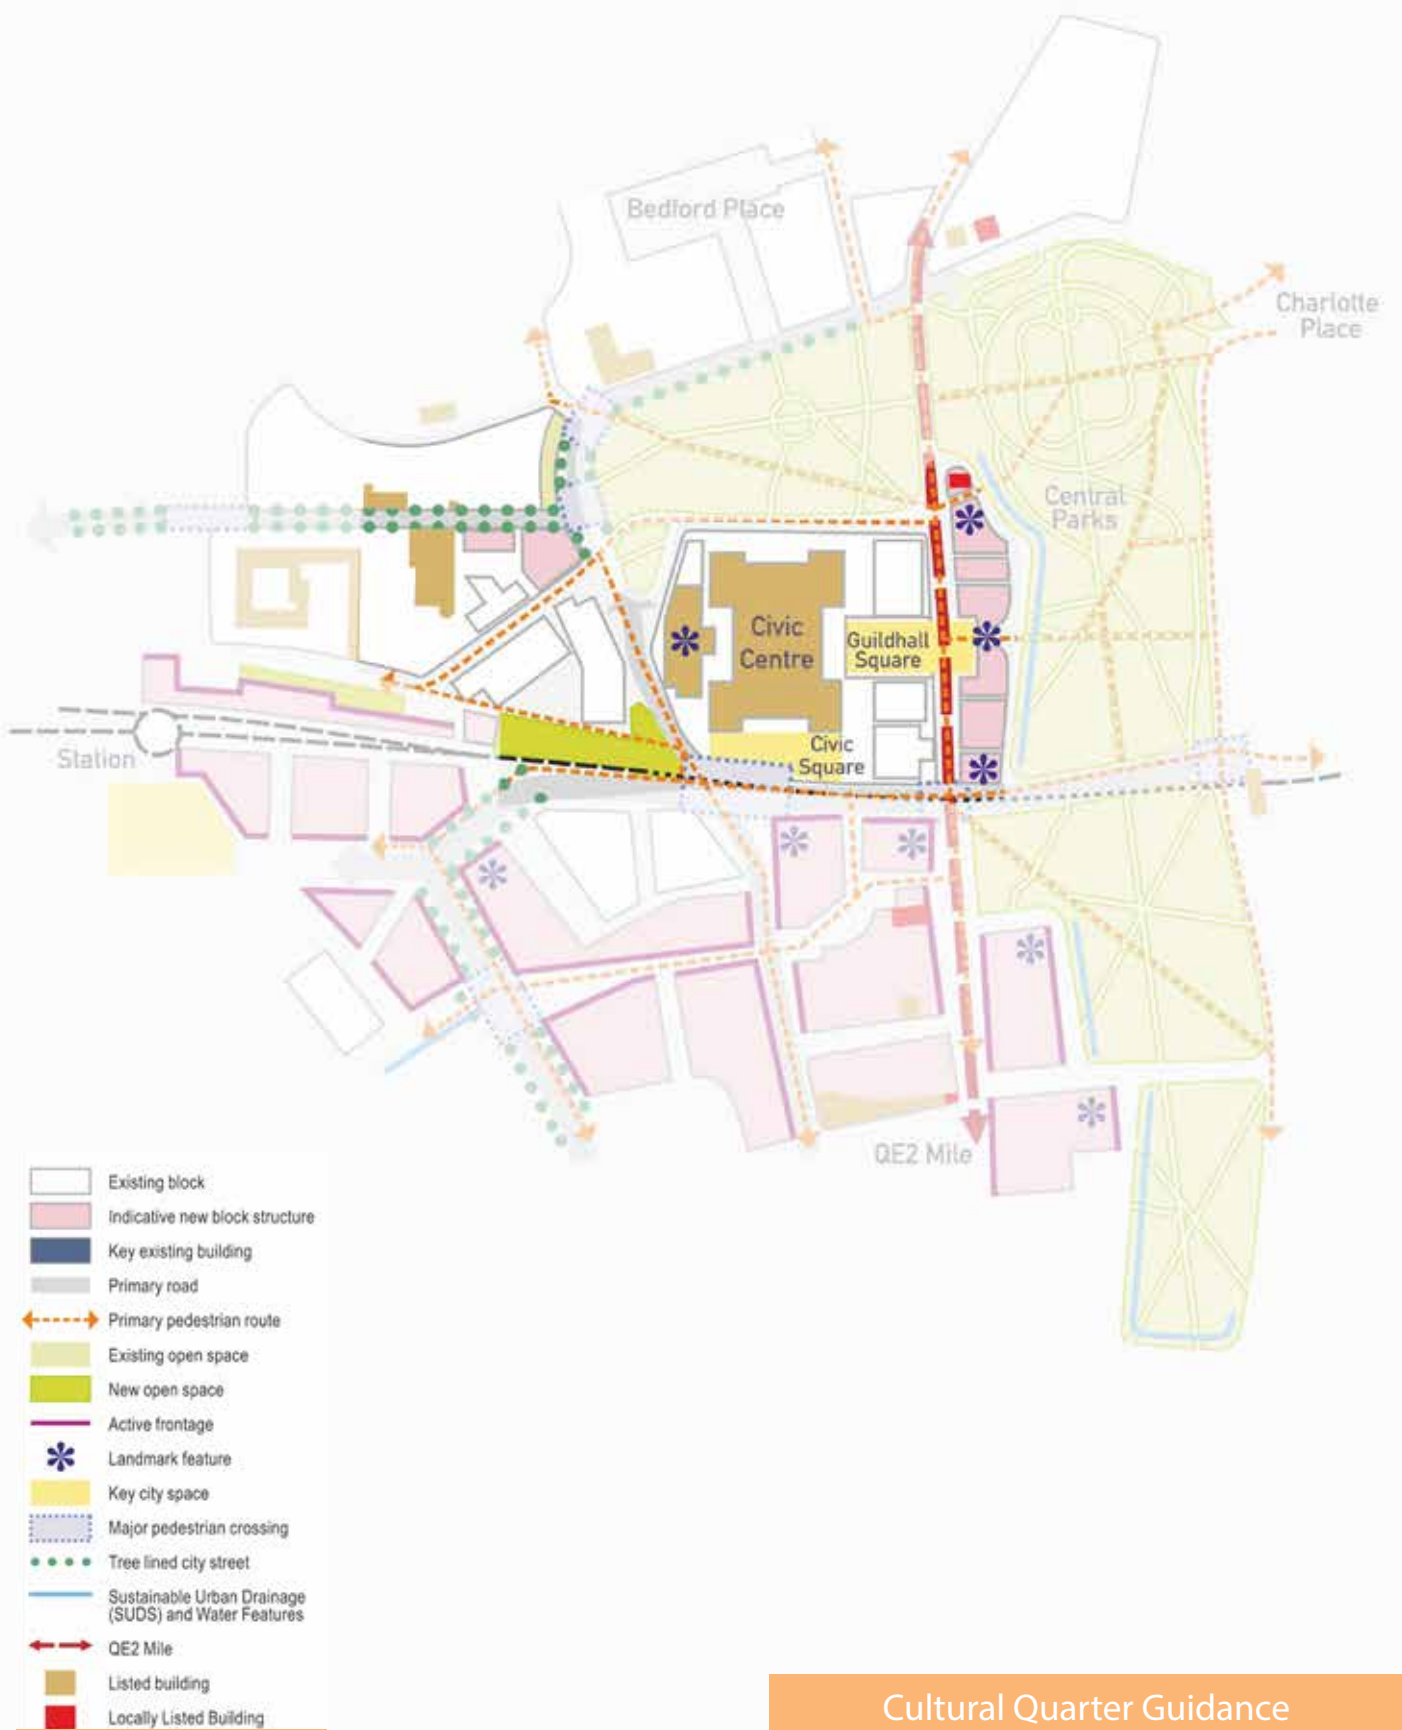 Bedford Place
Charlotte
Place
Central
Parks
Civic
Centre
Guildhall
Square
Civic
Square
Station
QE2 Mile
Existing block
Indicative new block structure
Key existing building
Primary road
Primary pedestrian route
Existing open space
New open space
Active frontage
Landmark feature
Key city space
Major pedestrian crossing
Tree lined city street
Sustainable Urban Drainage
(SUDS) and Water Features
QE2 Mile
Listed building
Locally Listed Building
Cultural Quarter Guidance